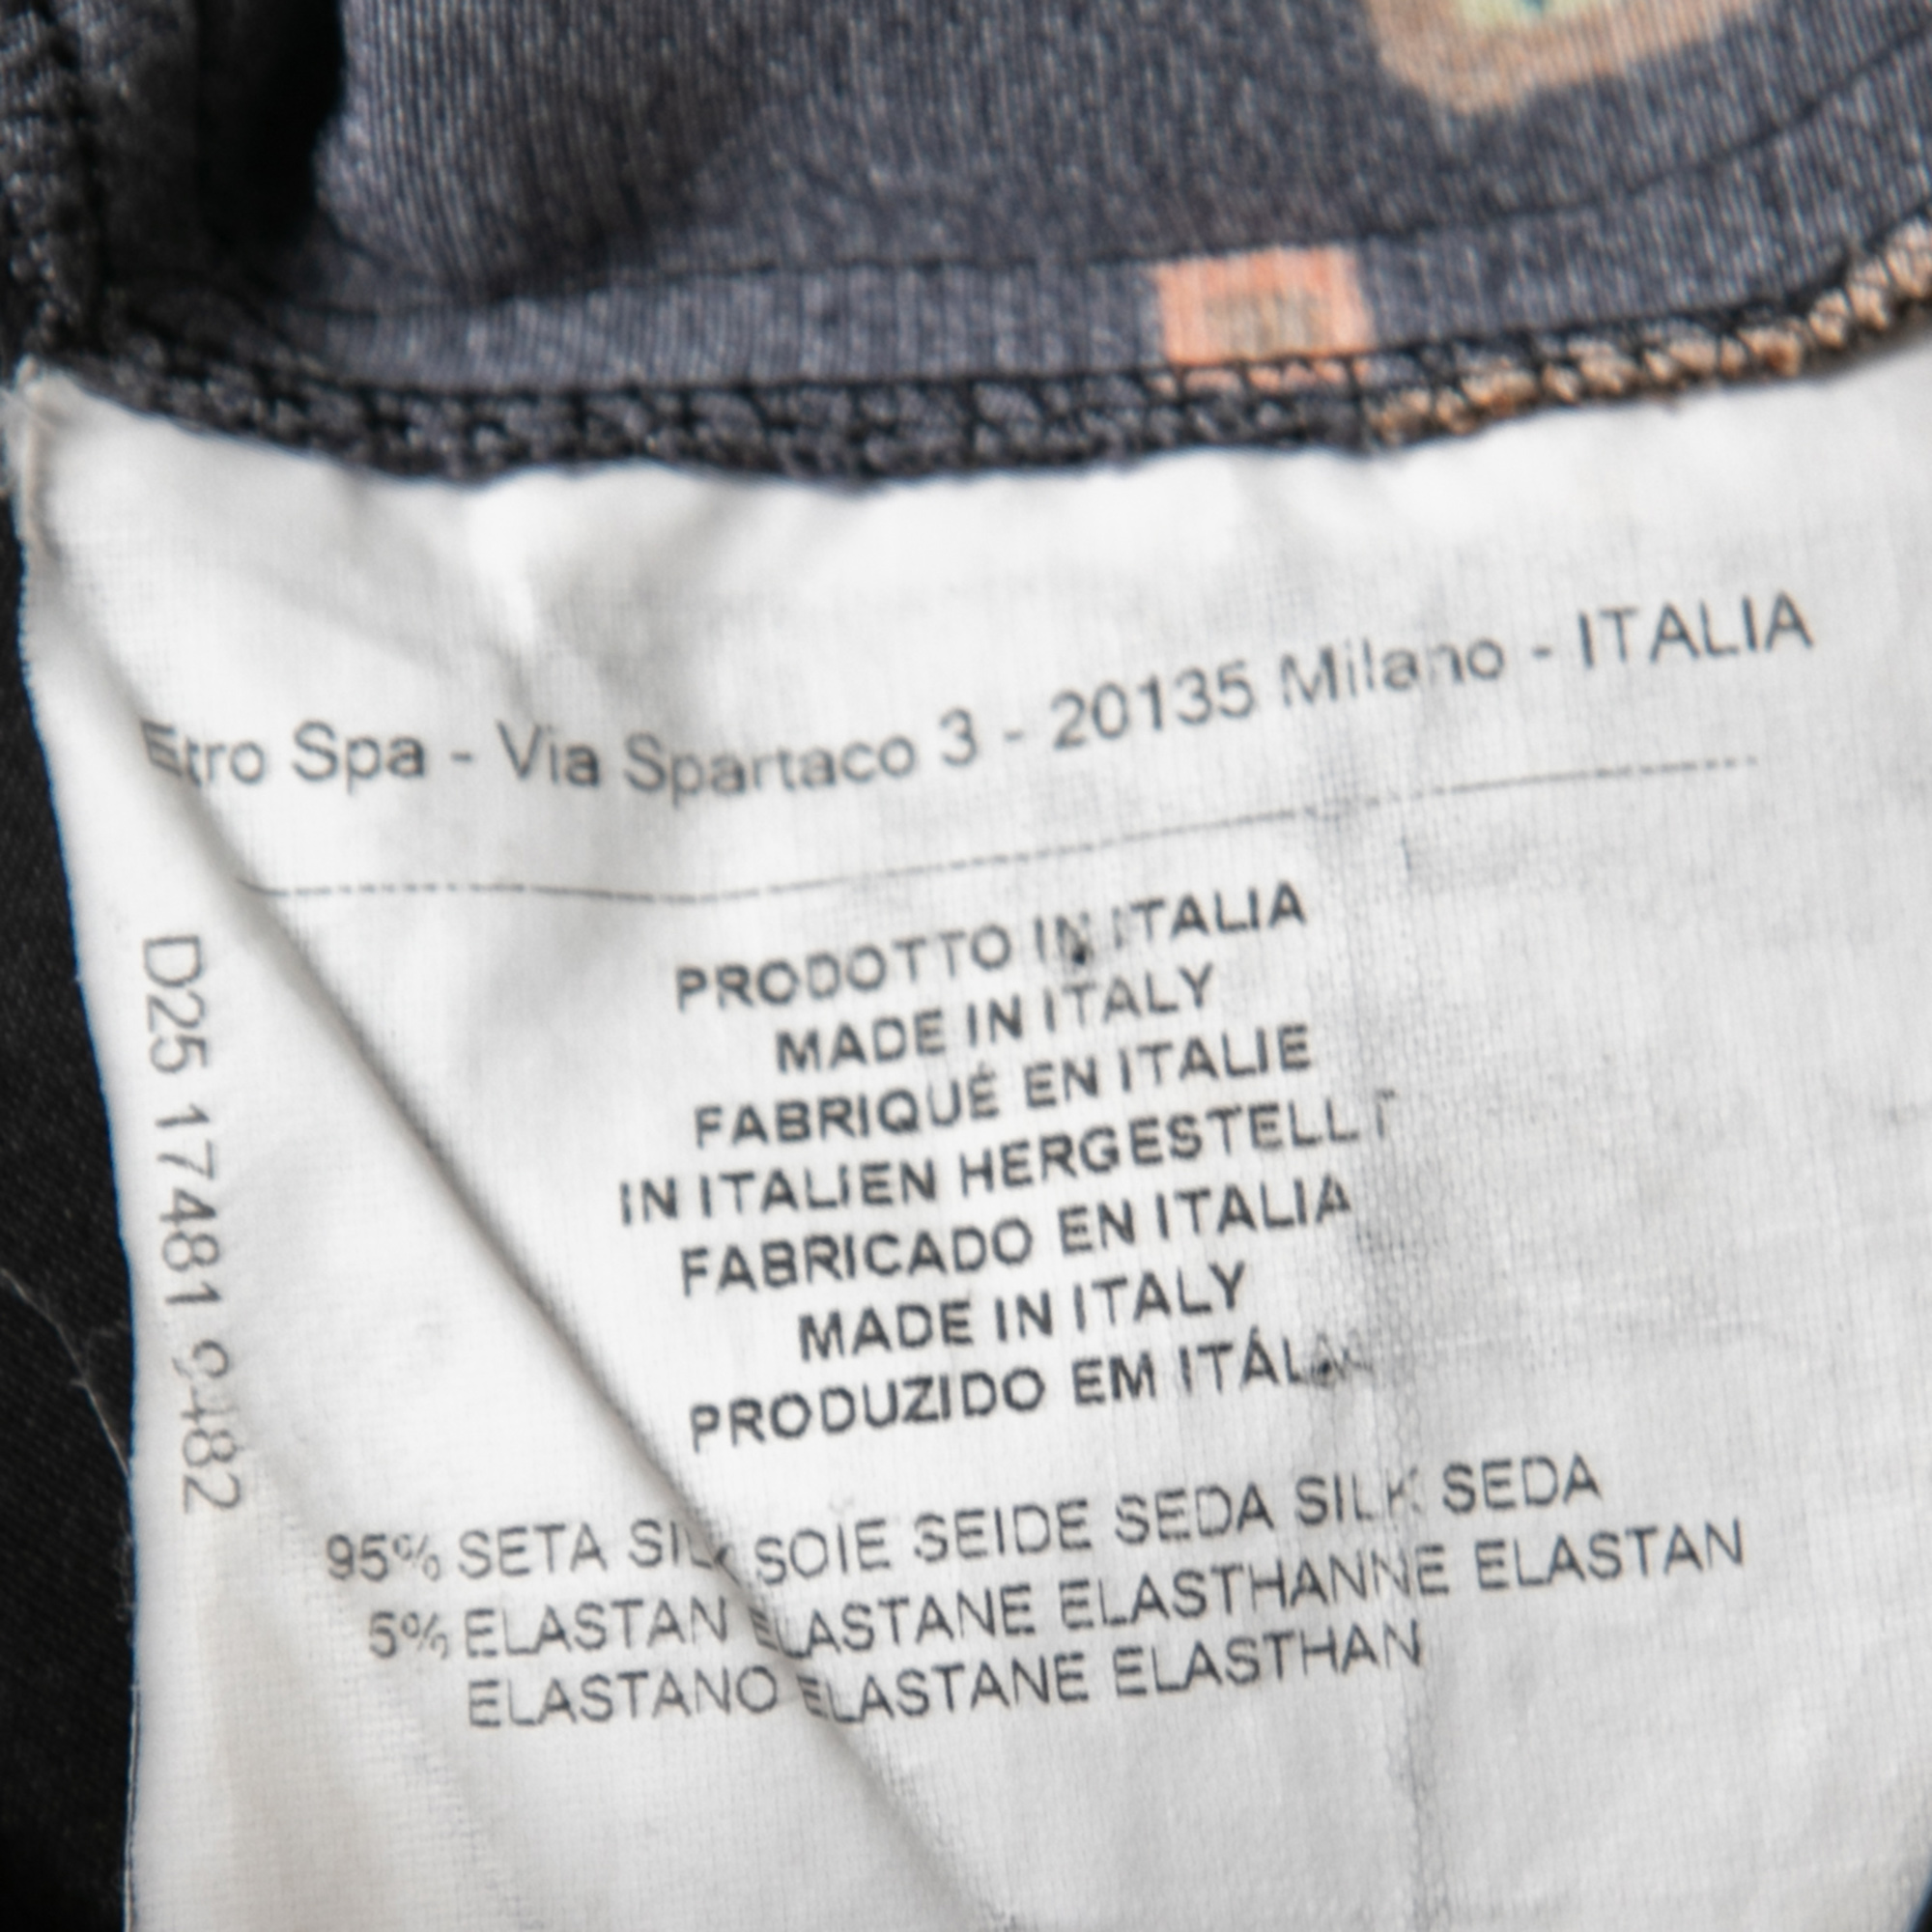 Etro Spa - Via Spartaco 3 - 20135 Milano - ITALIA
PRODOTTO IN ITALIA
MADE IN ITALY
FABRIQUÉ EN ITALIE
IN ITALIEN HERGESTELLT
FABRICADO EN ITALIA
MADE IN ITALY
PRODUZIDO EM ITÁLIA
95% SETA SILK SOIE SEIDE SEDA SILK SEDA
5% ELASTAN ELASTANE ELASTHANNE ELASTAN
ELASTANO ELASTANE ELASTHAN
D25 17481 9482